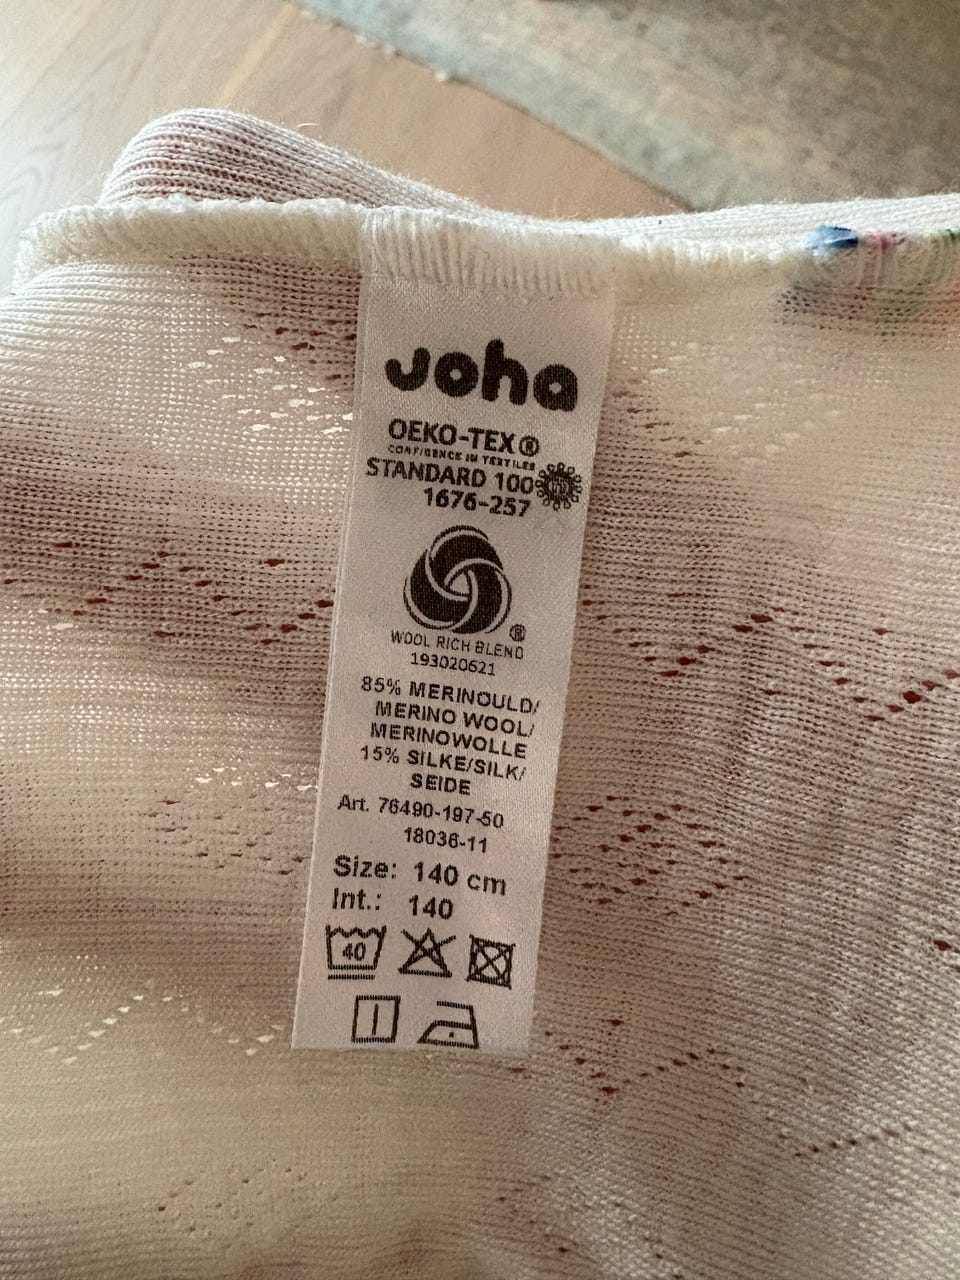 Joha
OEKO-TEX®
CONFIDENCE IN TEXTILES
STANDARD 100
1676-257
®
WOOL RICH BLEND
193020621
85% MERINOULD/
MERINO WOOL/
MERINOWOLLE
15% SILKE/SILK/
SEIDE
Art. 76490-197-50
18036-11
Size: 140 cm
Int.: 140
40